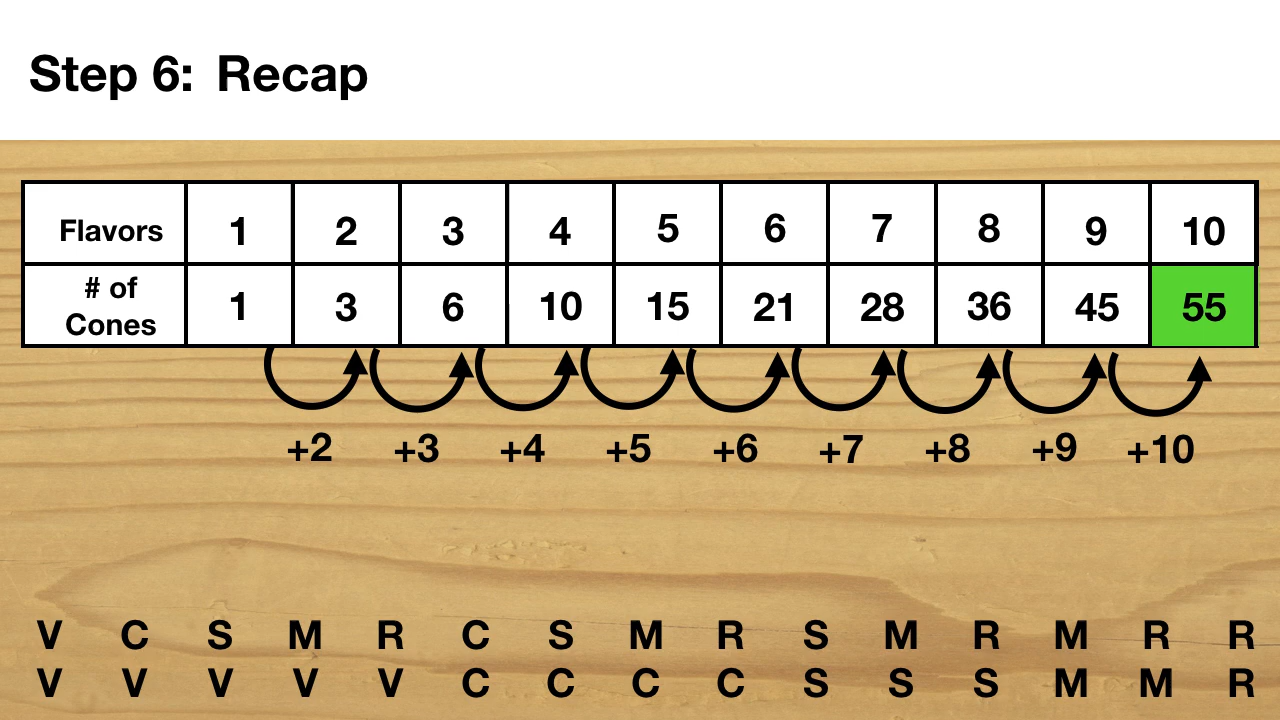 Step 6: Recap
Flavors 1 2 3 4 5 6 7 8 9 10
# of
Cones 1 3 6 10 15 21 28 36 45 55
+2 +3 +4 +5 +6 +7 +8 +9 +10
V C S M R C S M R S M R M R R
V V V V V C C C C S S S M M R